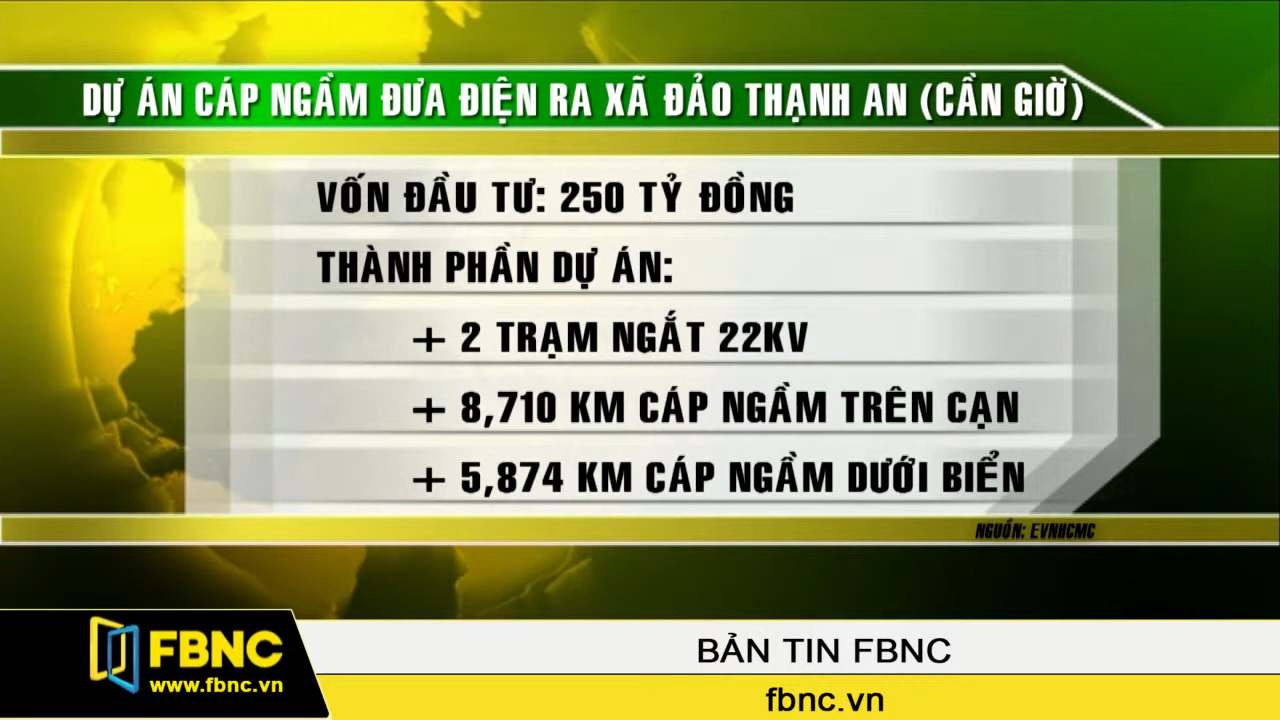 DỰ ÁN CÁP NGẦM ĐƯA ĐIỆN RA XÃ ĐẢO THẠNH AN (CẦN GIỜ)
VỐN ĐẦU TƯ: 250 TỶ ĐỒNG
THÀNH PHẦN DỰ ÁN:
+ 2 TRẠM NGẮT 22KV
+ 8,710 KM CÁP NGẦM TRÊN CẠN
+ 5,874 KM CÁP NGẦM DƯỚI BIỂN
NGUỒN: EVNHCMC
FBNC
www.fbnc.vn
BẢN TIN FBNC
fbnc.vn